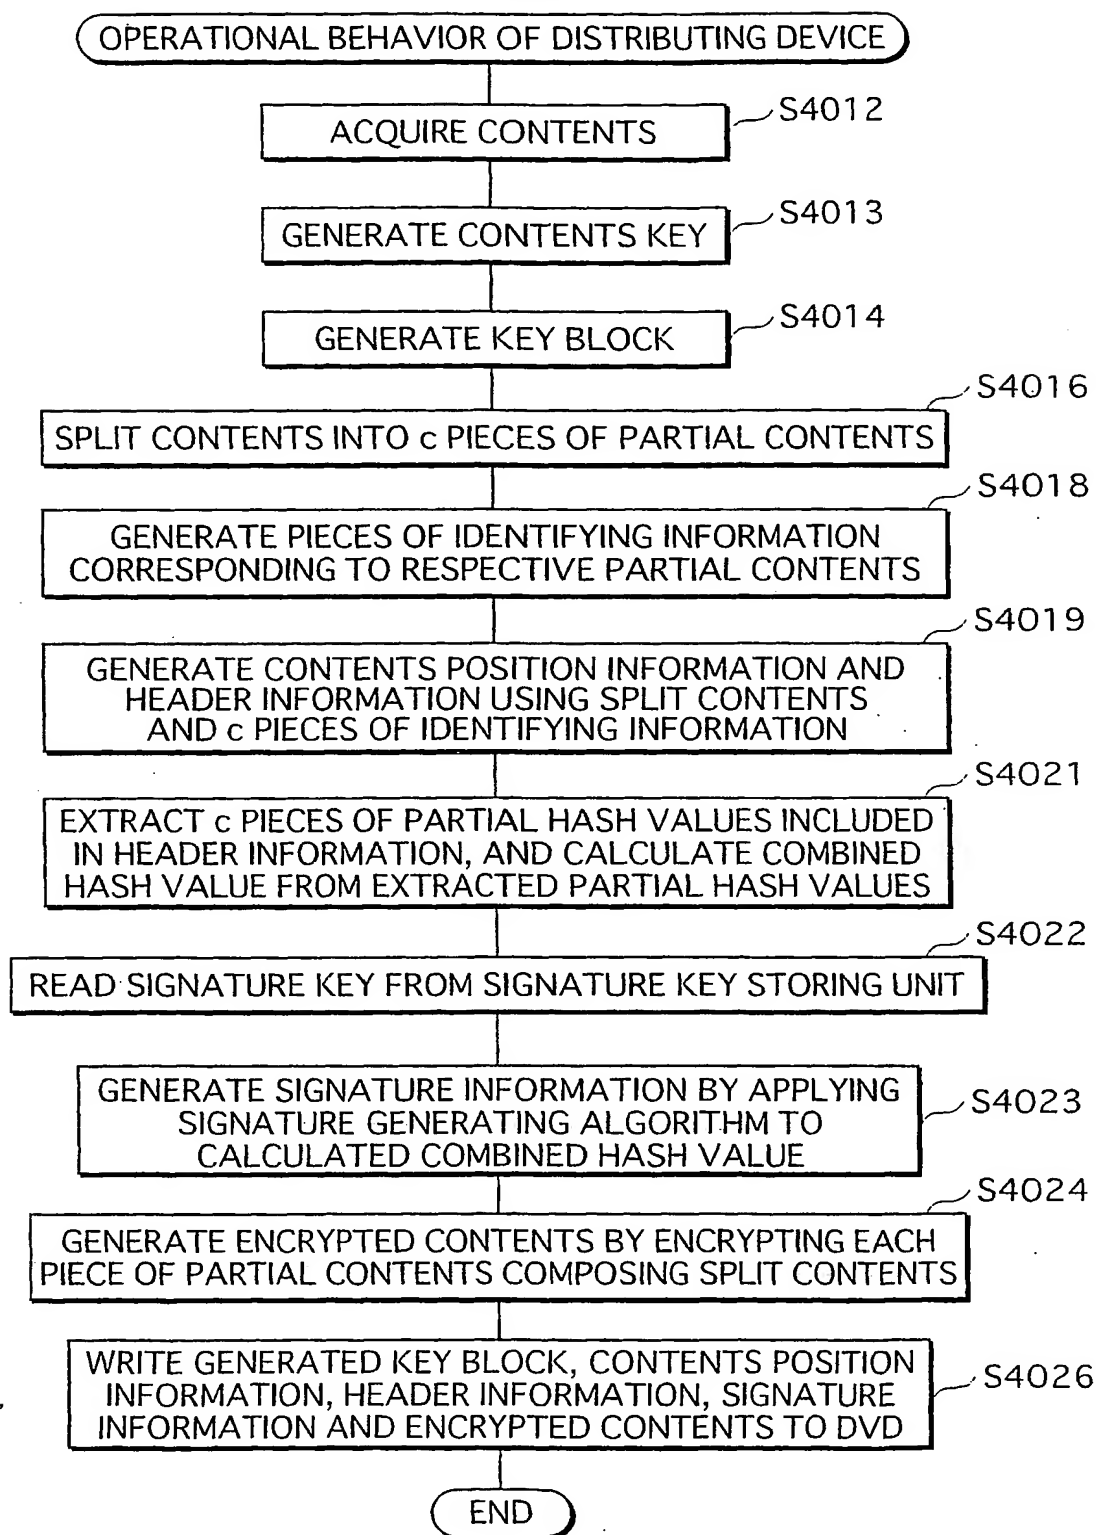 OPERATIONAL BEHAVIOR OF DISTRIBUTING DEVICE
S4012
ACQUIRE CONTENTS
S4013
GENERATE CONTENTS KEY
S4014
GENERATE KEY BLOCK
S4016
SPLIT CONTENTS INTO c PIECES OF PARTIAL CONTENTS
S4018
GENERATE PIECES OF IDENTIFYING INFORMATION
CORRESPONDING TO RESPECTIVE PARTIAL CONTENTS
S4019
GENERATE CONTENTS POSITION INFORMATION AND
HEADER INFORMATION USING SPLIT CONTENTS
AND c PIECES OF IDENTIFYING INFORMATION
S4021
EXTRACT c PIECES OF PARTIAL HASH VALUES INCLUDED
IN HEADER INFORMATION, AND CALCULATE COMBINED
HASH VALUE FROM EXTRACTED PARTIAL HASH VALUES
S4022
READ SIGNATURE KEY FROM SIGNATURE KEY STORING UNIT
GENERATE SIGNATURE INFORMATION BY APPLYING
SIGNATURE GENERATING ALGORITHM TO
CALCULATED COMBINED HASH VALUE
S4023
S4024
GENERATE ENCRYPTED CONTENTS BY ENCRYPTING EACH
PIECE OF PARTIAL CONTENTS COMPOSING SPLIT CONTENTS
WRITE GENERATED KEY BLOCK, CONTENTS POSITION
INFORMATION, HEADER INFORMATION, SIGNATURE
INFORMATION AND ENCRYPTED CONTENTS TO DVD
S4026
END